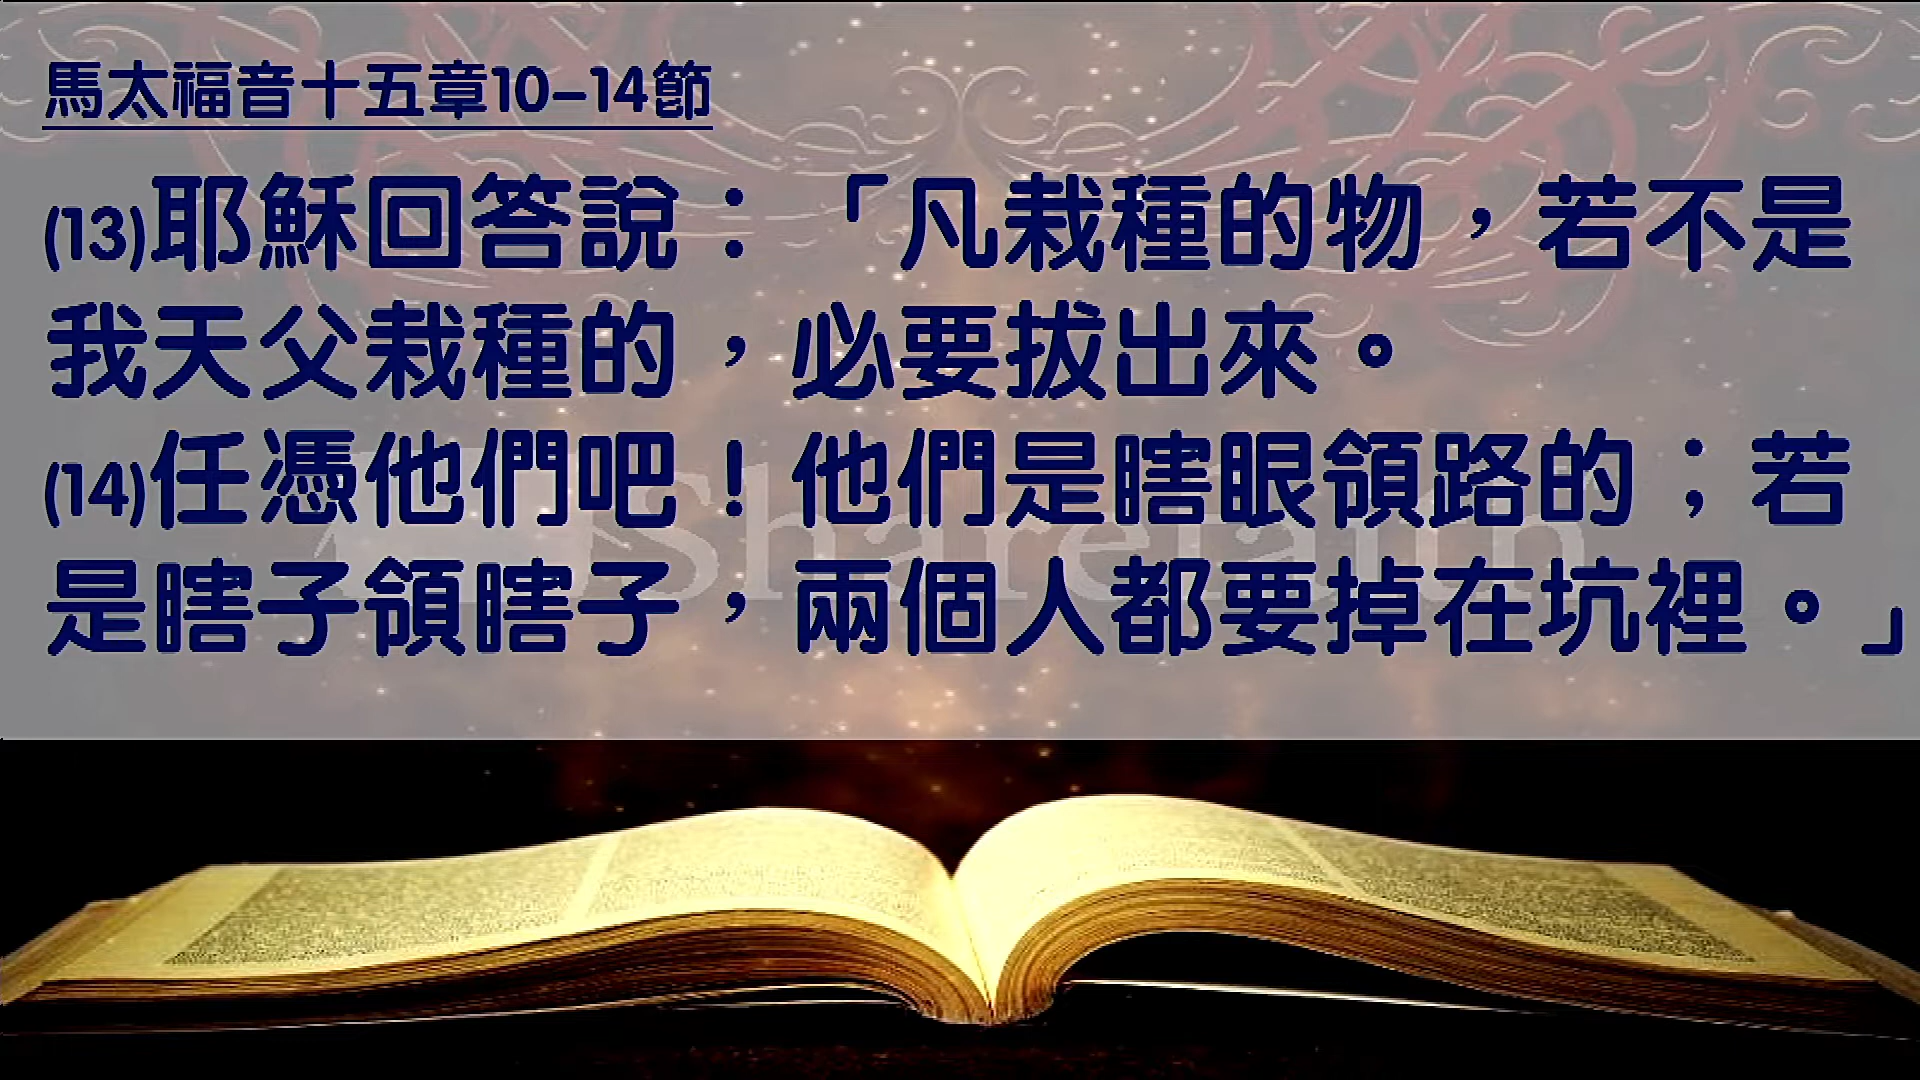 馬太福音十五章10-14節
(13)耶穌回答說：「凡栽種的物，若不是
我天父栽種的，必要拔出來。
(14)任憑他們吧！他們是瞎眼領路的；若
是瞎子領瞎子，兩個人都要掉在坑裡。」
Sharefaith